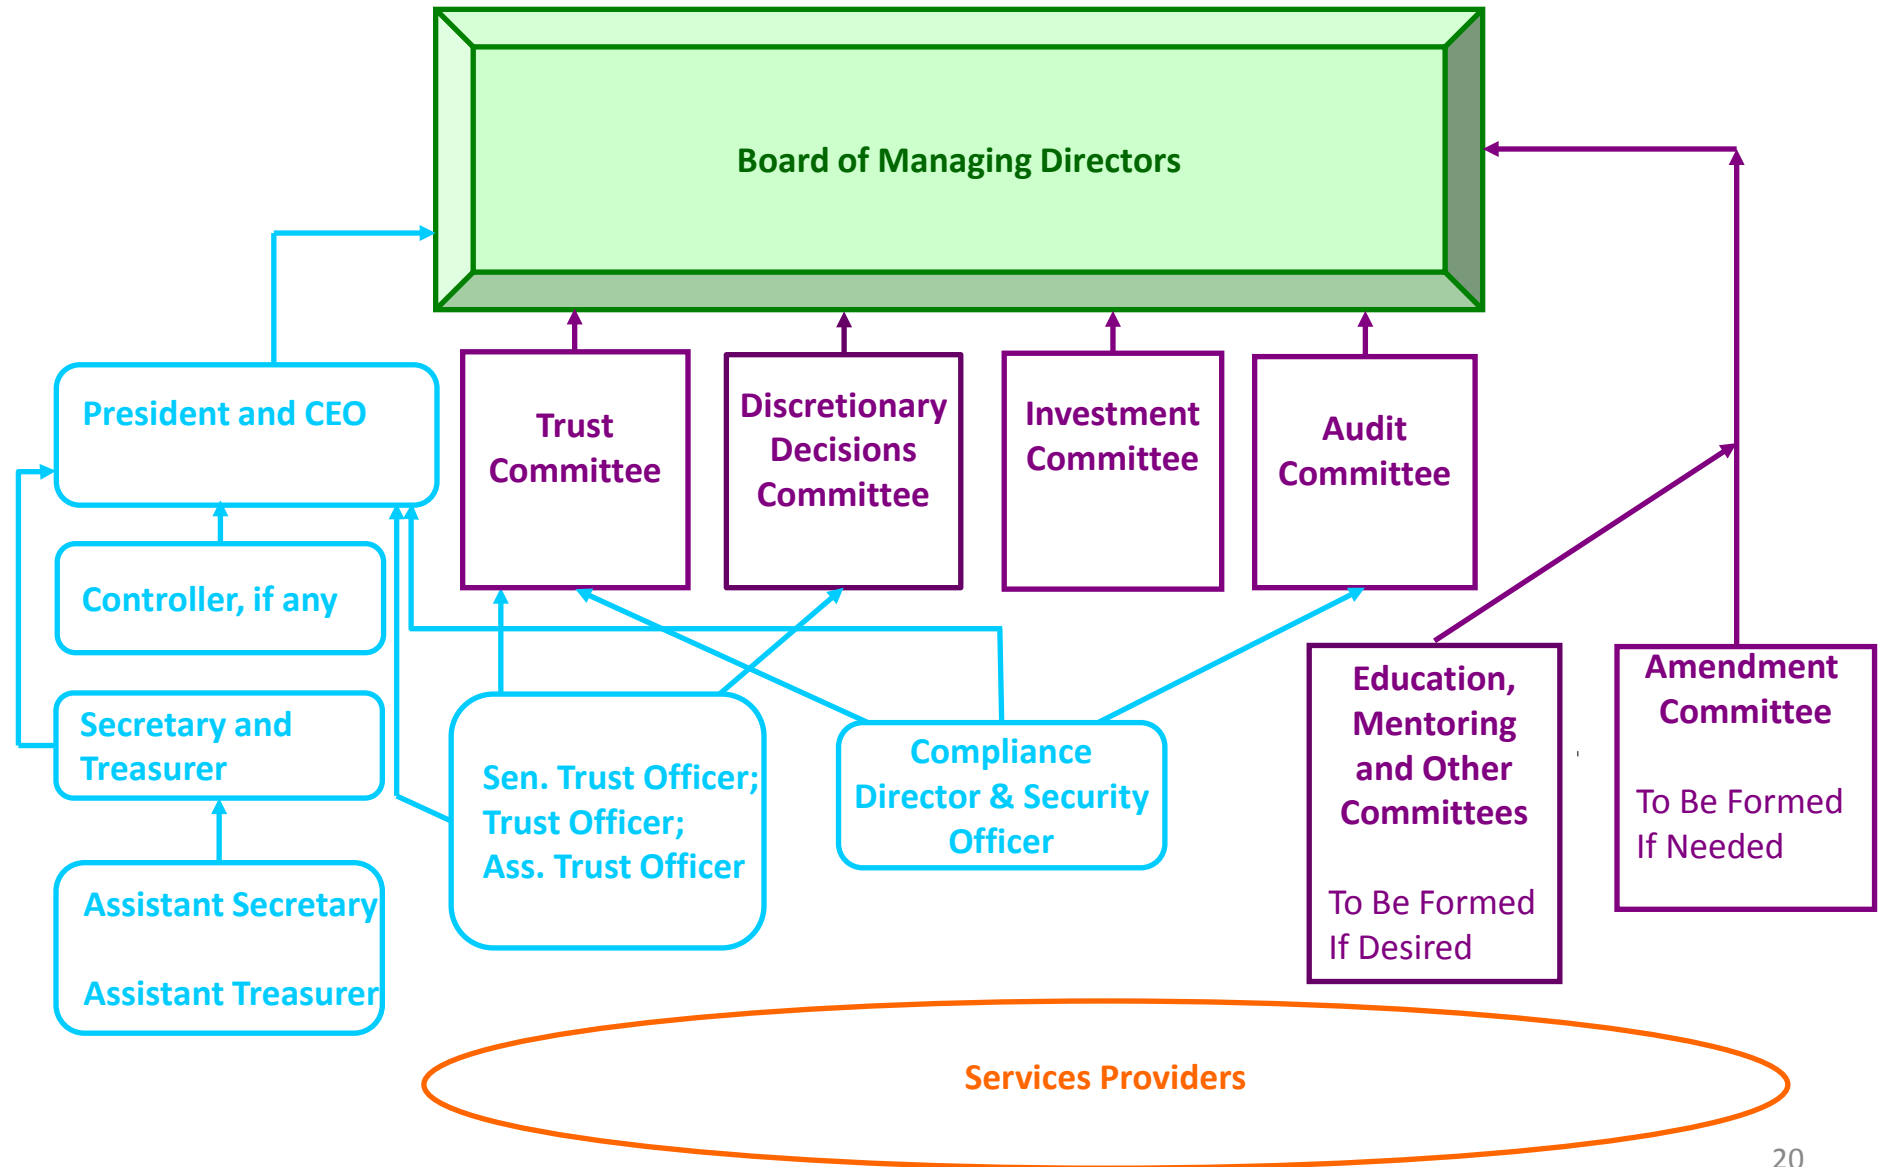 Board of Managing Directors
President and CEO
Trust
Committee
Discretionary
Decisions
Committee
Investment
Committee
Audit
Committee
Controller, if any
Secretary and
Treasurer
Sen. Trust Officer;
Trust Officer;
Ass. Trust Officer
Compliance
Director & Security
Officer
Education,
Mentoring
and Other
Committees
To Be Formed
If Desired
Amendment
Committee
To Be Formed
If Needed
Assistant Secretary
Assistant Treasurer
Services Providers
20